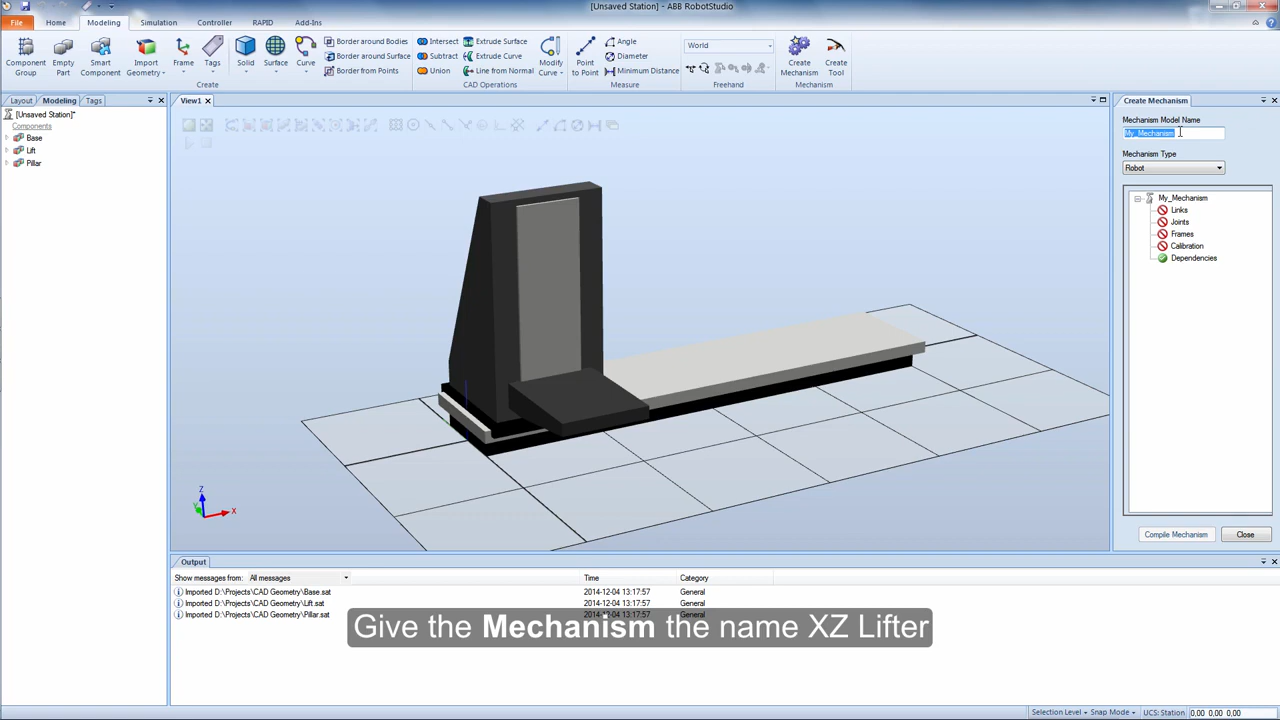 [Unsaved Station] - ABB RobotStudio
File Home Modeling Simulation Controller RAPID Add-Ins
Component Group
Empty Part
Smart Component
Import Geometry
Frame
Tags
Solid
Surface
Curve
Border around Bodies
Border around Surface
Border from Points
Intersect
Subtract
Union
Extrude Surface
Extrude Curve
Line from Normal
Modify Curve
Point to Point
Angle
Diameter
Minimum Distance
World
Create Mechanism
Create Tool
Create
CAD Operations
Measure
Freehand
Mechanism
Layout Modeling Tags
[Unsaved Station]*
Components
Base
Lift
Pillar
View1
Z
Y
X
Create Mechanism
Mechanism Model Name
My_Mechanism
Mechanism Type
Robot
My_Mechanism
Links
Joints
Frames
Calibration
Dependencies
Compile Mechanism Close
Output
Show messages from: All messages Time Category
Imported D:\Projects\CAD Geometry\Base.sat 2014-12-04 13:17:57 General
Imported D:\Projects\CAD Geometry\Lift.sat 2014-12-04 13:17:57 General
Imported D:\Projects\CAD Geometry\Pillar.sat 2014-12-04 13:17:57 General
Give the Mechanism the name XZ Lifter
Selection Level Snap Mode UCS: Station 0,00 0,00 0,00